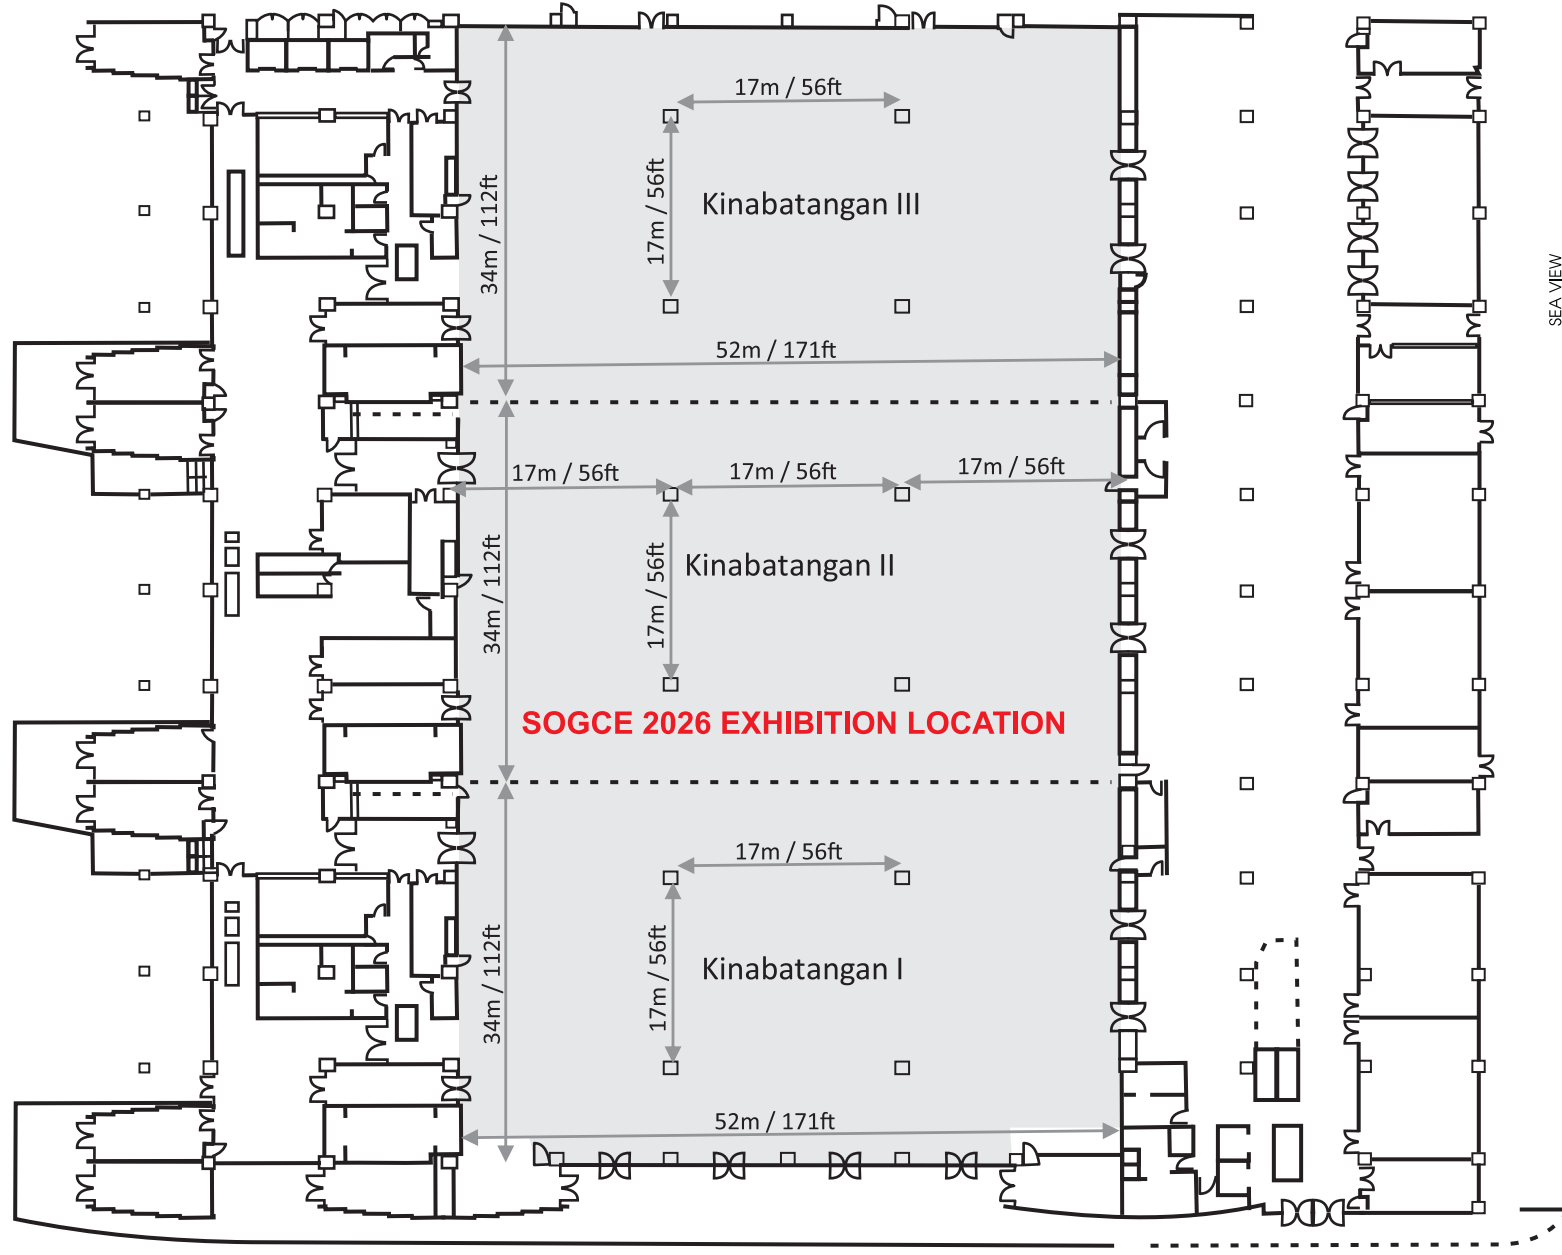 17m / 56ft
17m / 56ft
34m / 112ft
Kinabatangan III
SEA VIEW
52m / 171ft
17m / 56ft
17m / 56ft
17m / 56ft
17m / 56ft
34m / 112ft
Kinabatangan II
SOGCE 2026 EXHIBITION LOCATION
17m / 56ft
17m / 56ft
34m / 112ft
Kinabatangan I
52m / 171ft